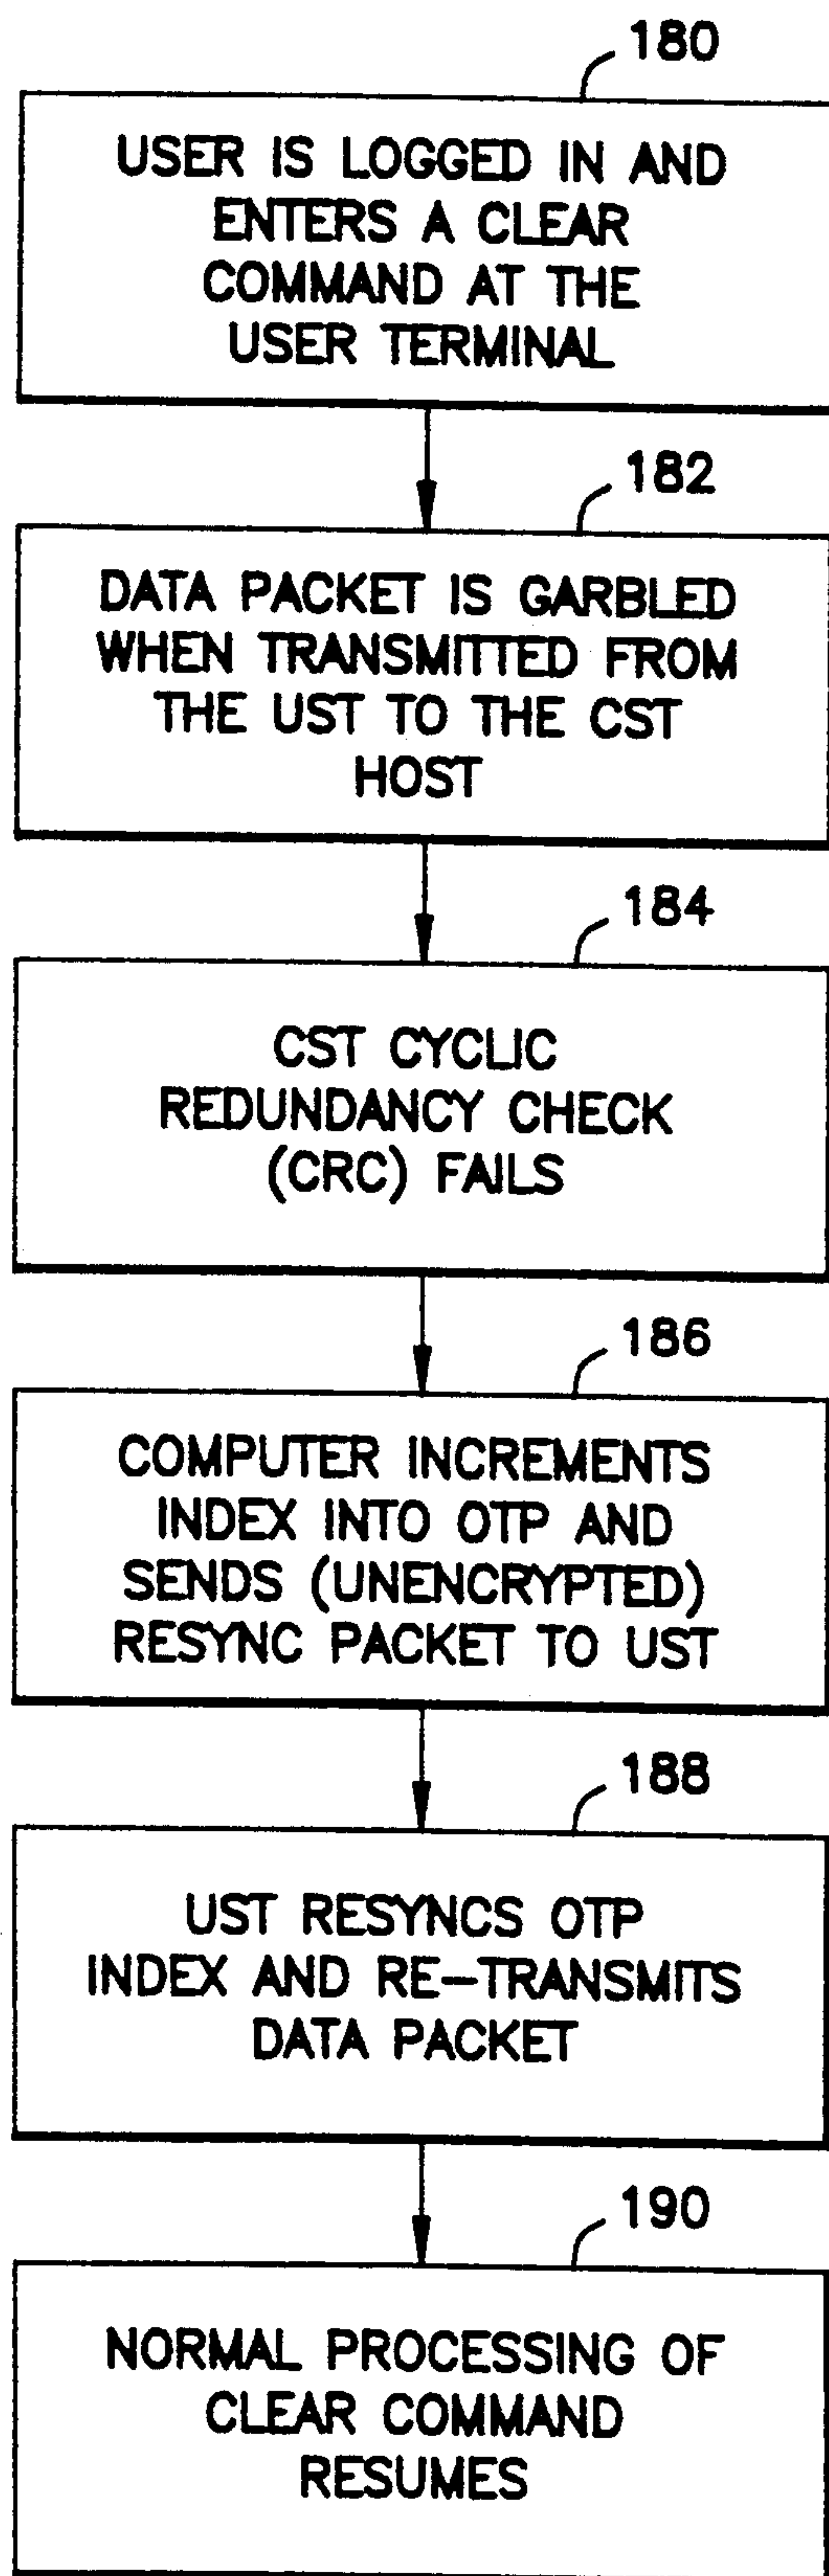 180
USER IS LOGGED IN AND
ENTERS A CLEAR
COMMAND AT THE
USER TERMINAL
182
DATA PACKET IS GARBLED
WHEN TRANSMITTED FROM
THE UST TO THE CST
HOST
184
CST CYCLIC
REDUNDANCY CHECK
(CRC) FAILS
186
COMPUTER INCREMENTS
INDEX INTO OTP AND
SENDS (UNENCRYPTED)
RESYNC PACKET TO UST
188
UST RESYNCS OTP
INDEX AND RE-TRANSMITS
DATA PACKET
190
NORMAL PROCESSING OF
CLEAR COMMAND
RESUMES